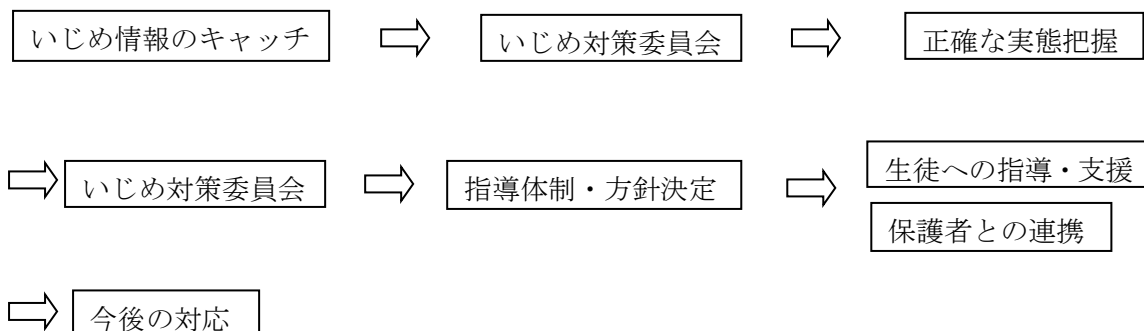 いじめ情報のキャッチ
いじめ対策委員会
正確な実態把握
いじめ対策委員会
指導体制・方針決定
生徒への指導・支援
保護者との連携
今後の対応